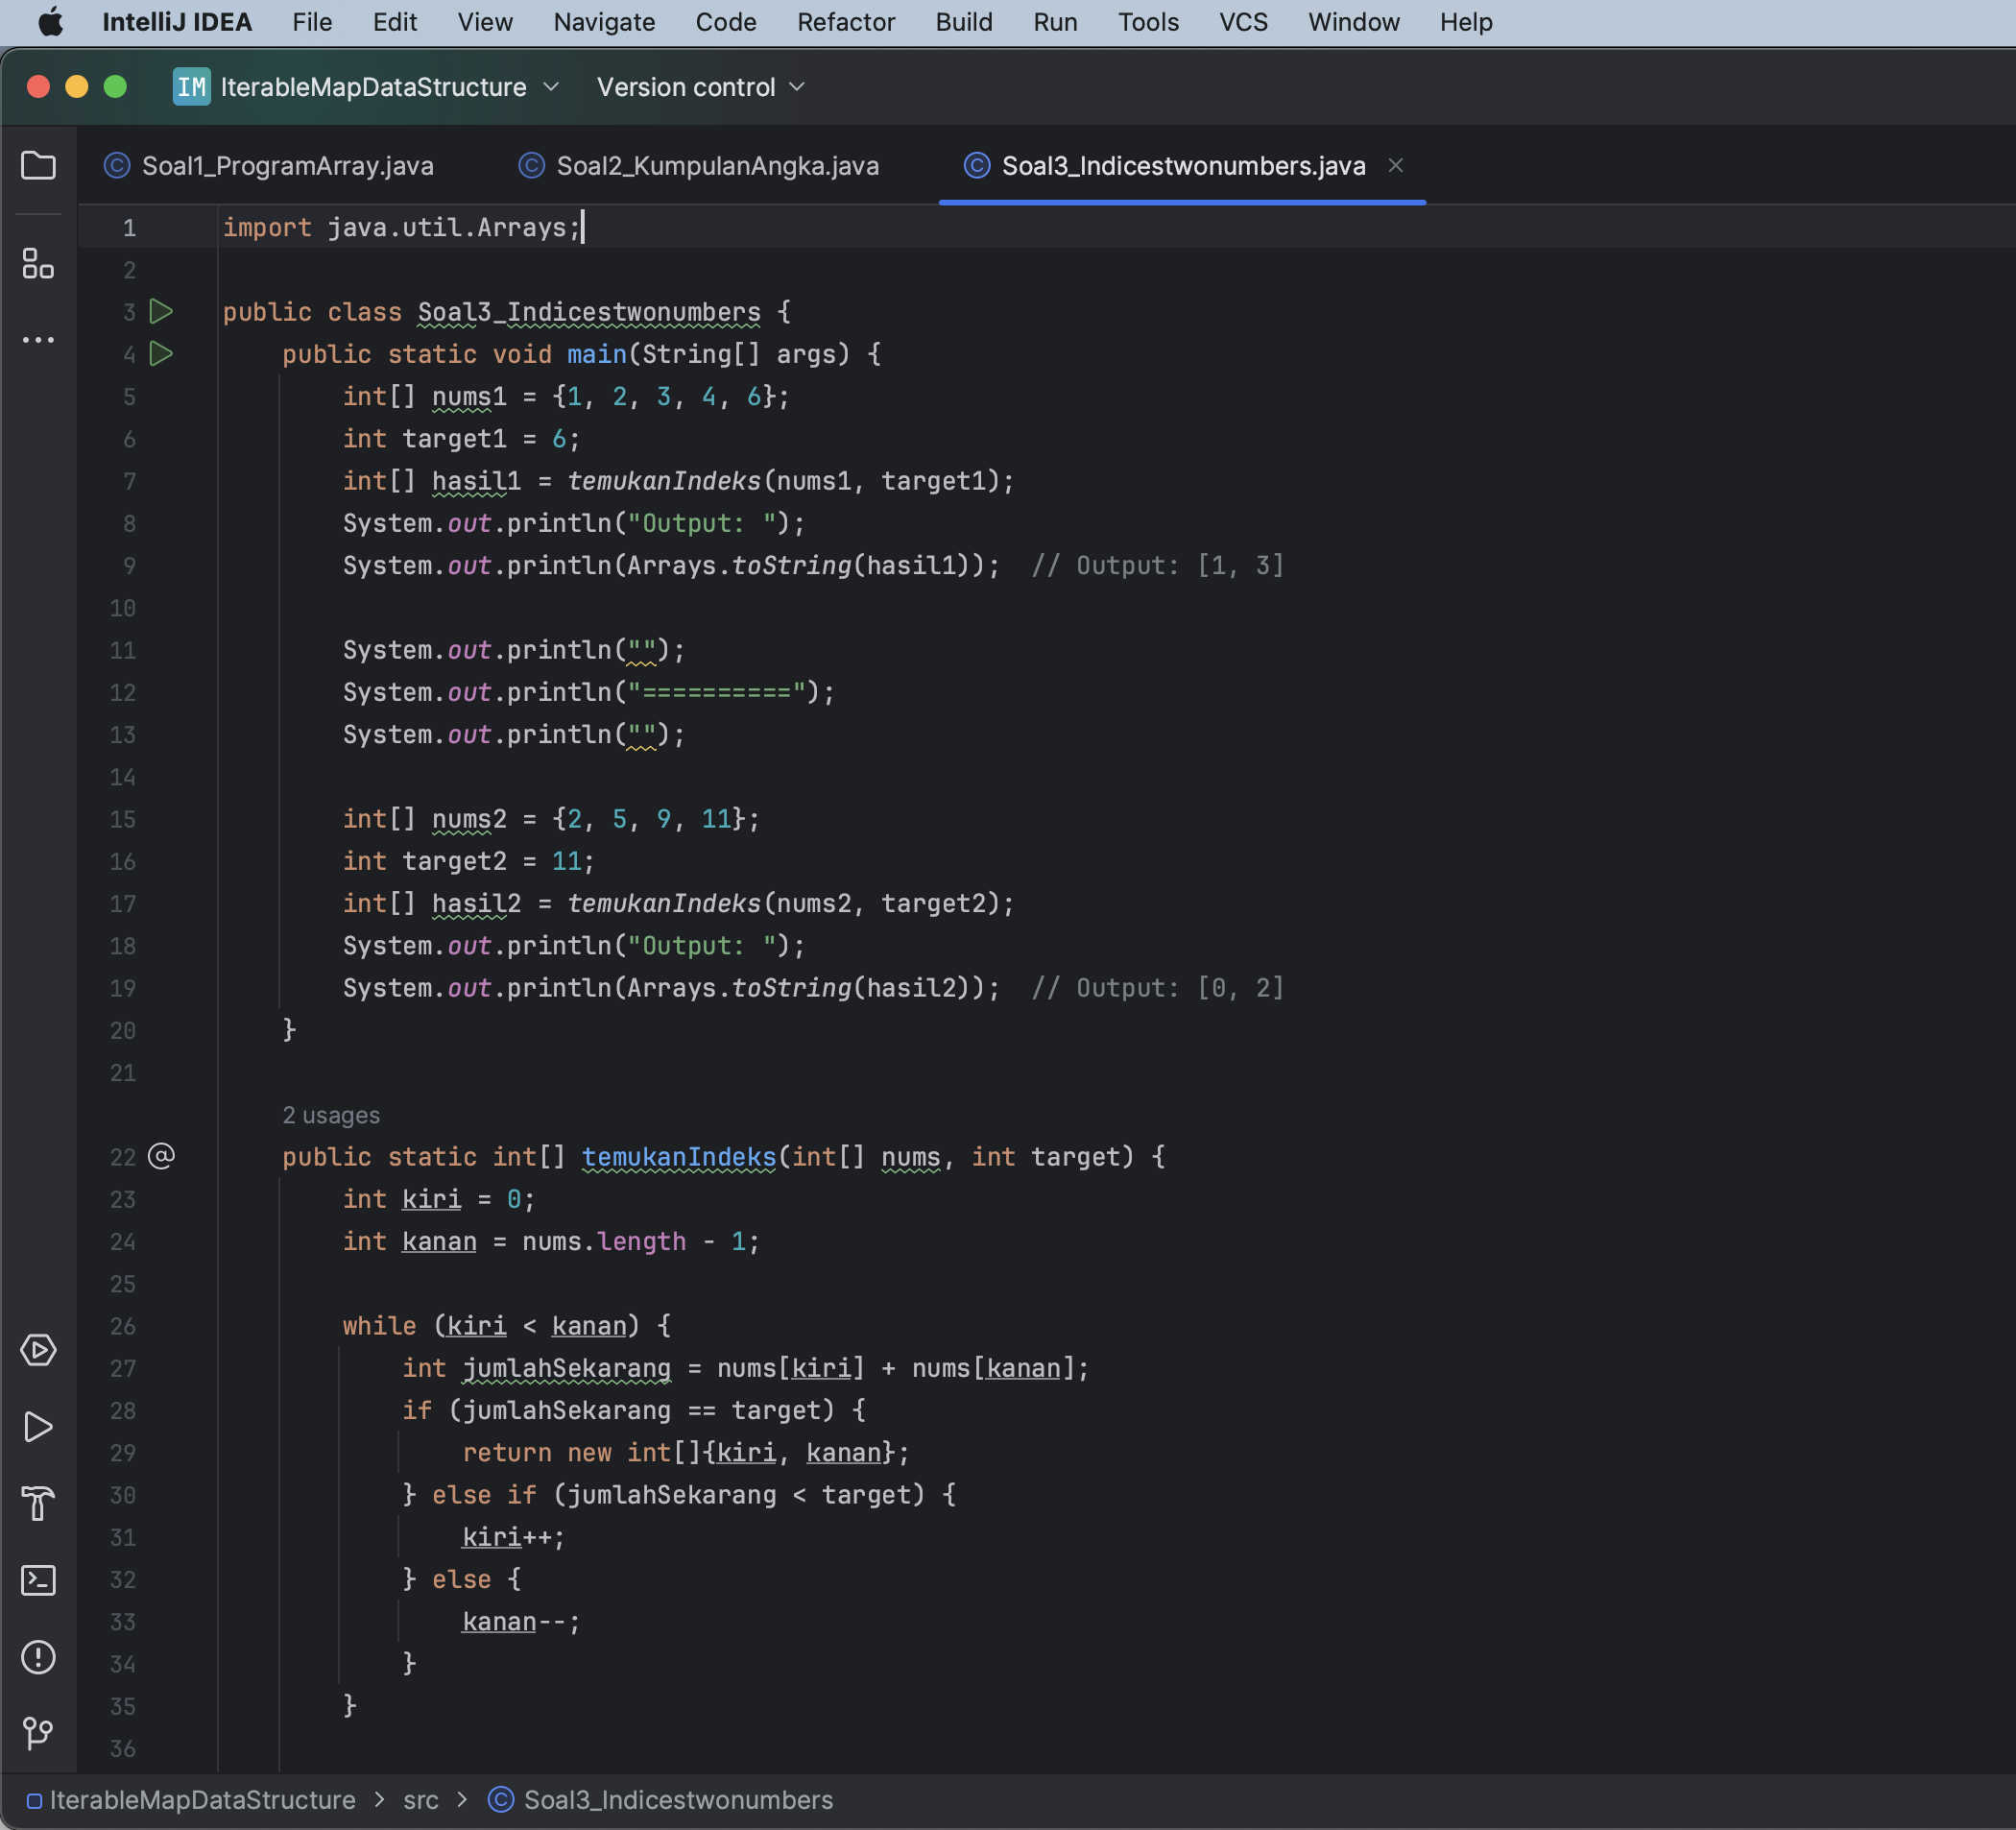 IntelliJ IDEA File Edit View Navigate Code Refactor Build Run Tools VCS Window Help
IM IterableMapDataStructure Version control
Soal1_ProgramArray.java Soal2_KumpulanAngka.java Soal3_Indicestwonumbers.java
1 import java.util.Arrays;
2
3 public class Soal3_Indicestwonumbers {
4 public static void main(String[] args) {
5 int[] nums1 = {1, 2, 3, 4, 6};
6 int target1 = 6;
7 int[] hasil1 = temukanIndeks(nums1, target1);
8 System.out.println("Output: ");
9 System.out.println(Arrays.toString(hasil1)); // Output: [1, 3]
10
11 System.out.println("");
12 System.out.println("==========");
13 System.out.println("");
14
15 int[] nums2 = {2, 5, 9, 11};
16 int target2 = 11;
17 int[] hasil2 = temukanIndeks(nums2, target2);
18 System.out.println("Output: ");
19 System.out.println(Arrays.toString(hasil2)); // Output: [0, 2]
20 }
21
2 usages
22 @ public static int[] temukanIndeks(int[] nums, int target) {
23 int kiri = 0;
24 int kanan = nums.length - 1;
25
26 while (kiri < kanan) {
27 int jumlahSekarang = nums[kiri] + nums[kanan];
28 if (jumlahSekarang == target) {
29 return new int[]{kiri, kanan};
30 } else if (jumlahSekarang < target) {
31 kiri++;
32 } else {
33 kanan--;
34 }
35 }
36
IterableMapDataStructure > src > Soal3_Indicestwonumbers